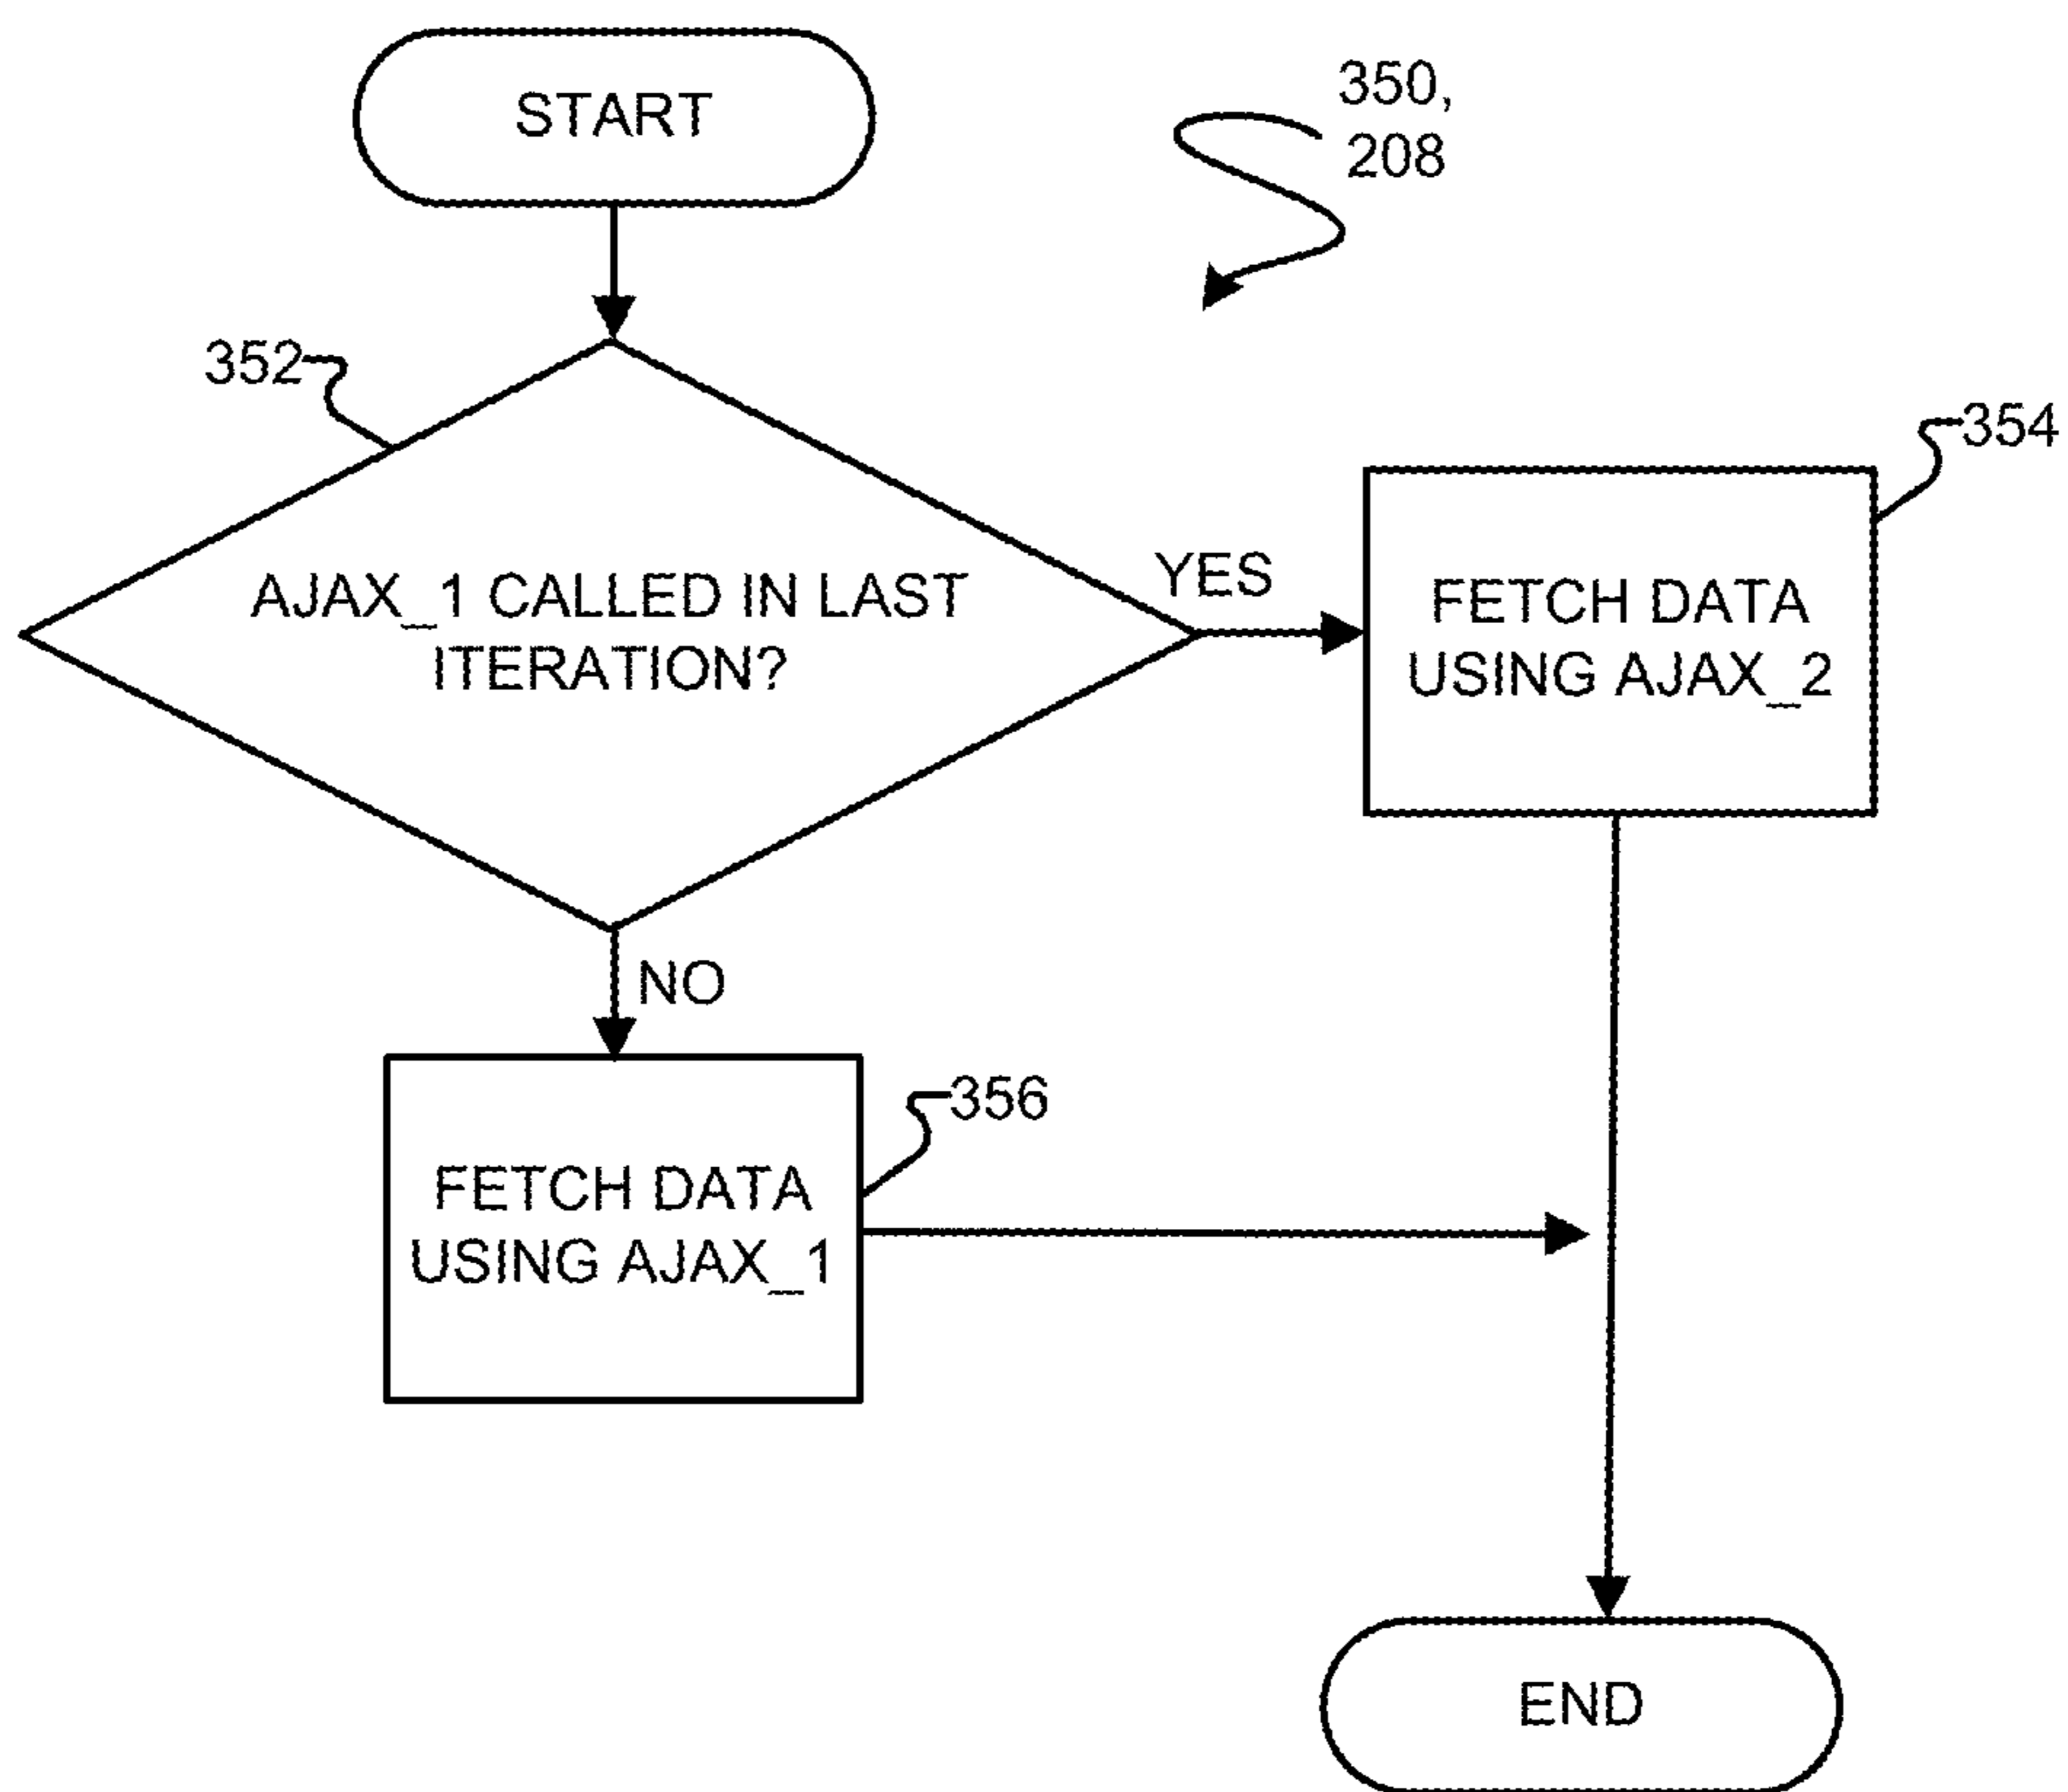 START
350,
208
352
354
AJAX_1 CALLED IN LAST
ITERATION?
YES
FETCH DATA
USING AJAX_2
NO
356
FETCH DATA
USING AJAX_1
END